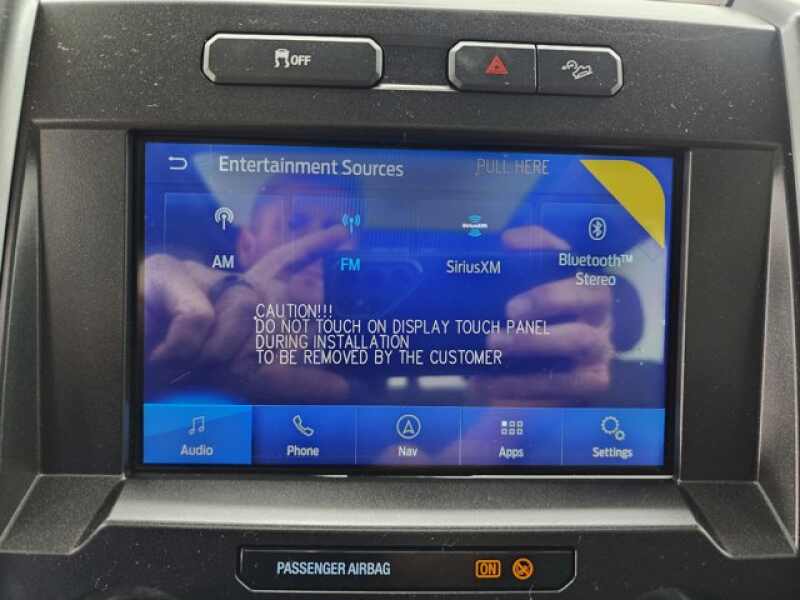 OFF
Entertainment Sources
PULL HERE
AM
FM
SiriusXM
SiriusXM
Bluetooth™
Stereo
CAUTION!!!
DO NOT TOUCH ON DISPLAY TOUCH PANEL
DURING INSTALLATION
TO BE REMOVED BY THE CUSTOMER
Audio
Phone
Nav
Apps
Settings
PASSENGER AIRBAG ON